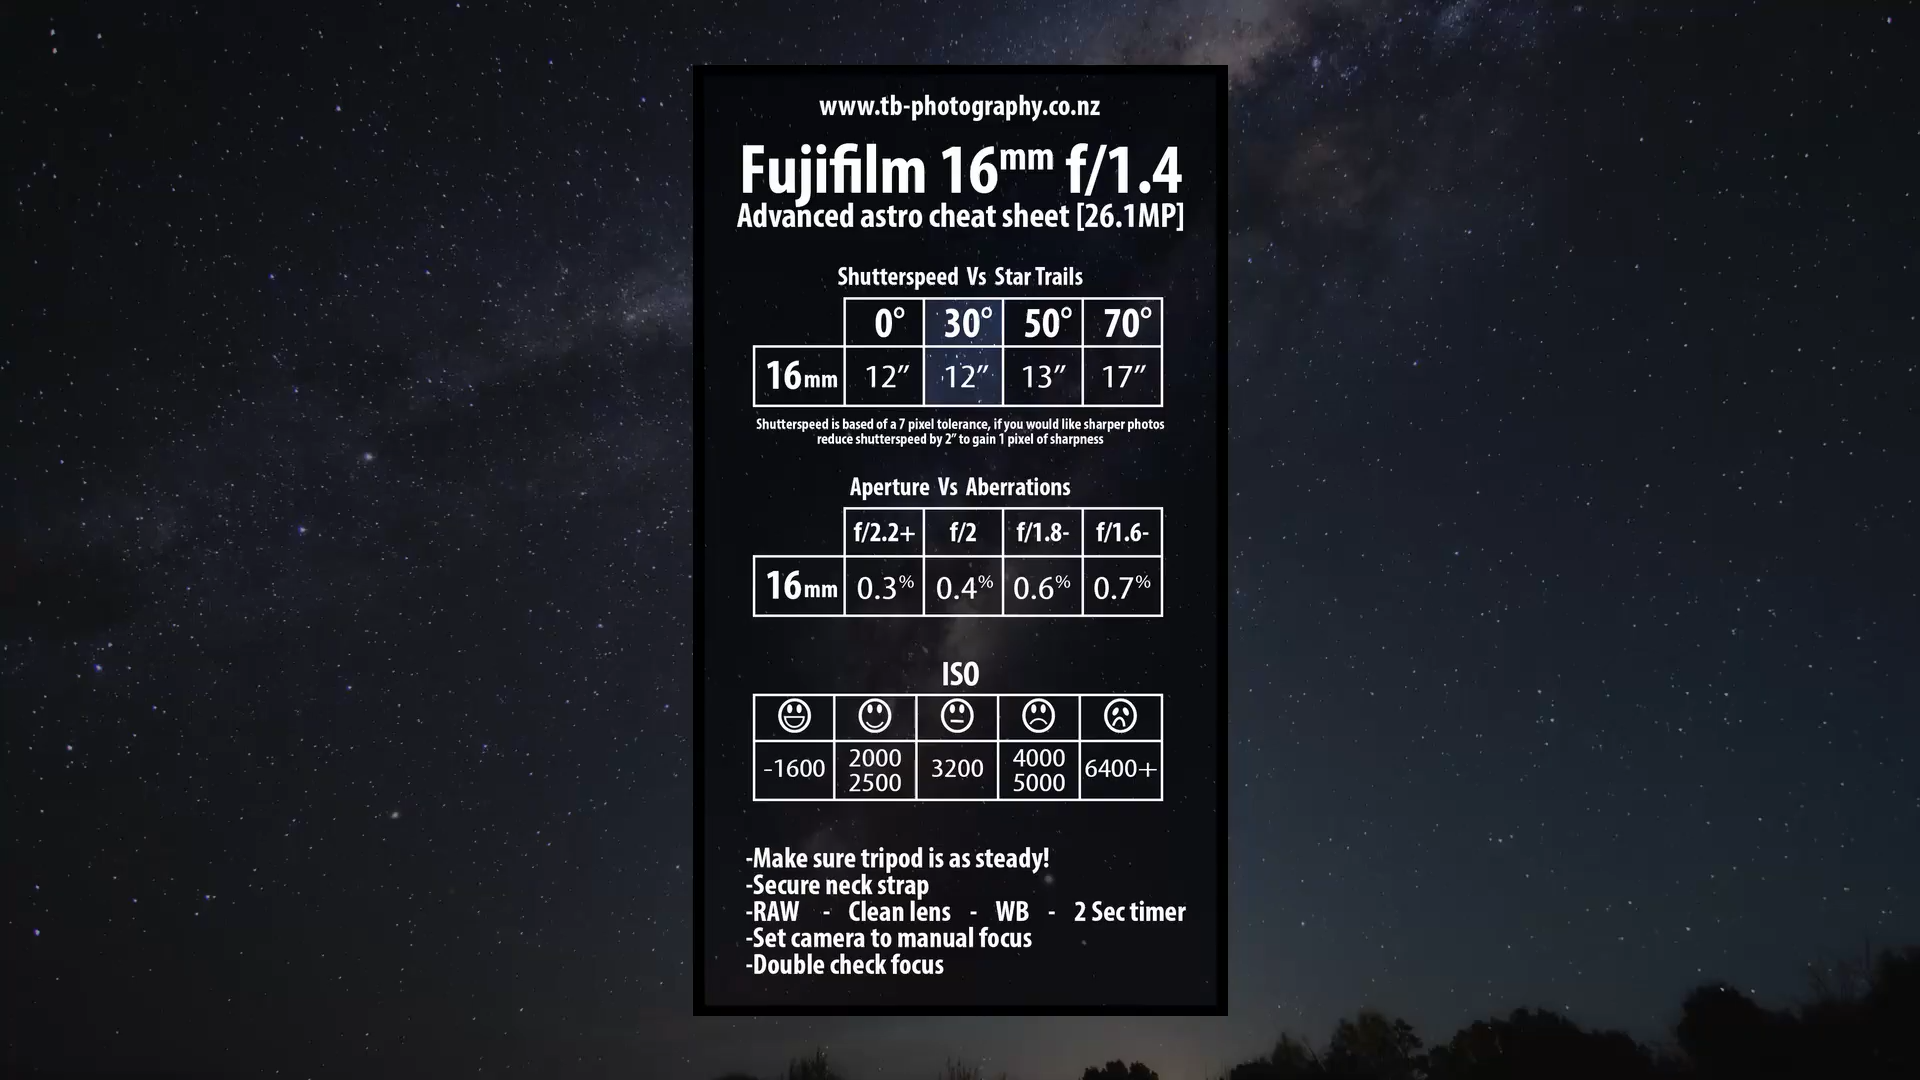 www.tb-photography.co.nz
Fujifilm 16mm f/1.4
Advanced astro cheat sheet [26.1MP]
Shutterspeed Vs Star Trails
0° 30° 50° 70°
16mm 12” 12” 13” 17”
Shutterspeed is based of a 7 pixel tolerance, if you would like sharper photos
reduce shutterspeed by 2” to gain 1 pixel of sharpness
Aperture Vs Aberrations
f/2.2+ f/2 f/1.8- f/1.6-
16mm 0.3% 0.4% 0.6% 0.7%
ISO
-1600 2000 2500 3200 4000 5000 6400+
-Make sure tripod is as steady!
-Secure neck strap
-RAW - Clean lens - WB - 2 Sec timer
-Set camera to manual focus
-Double check focus